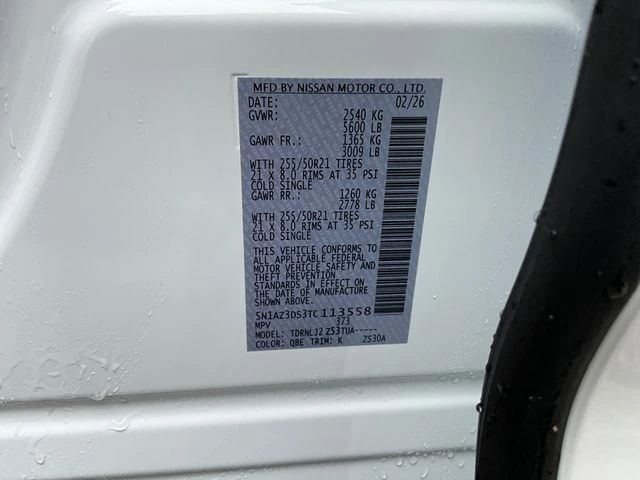 MFD BY NISSAN MOTOR CO., LTD.
DATE: 02/26
GVWR: 2540 KG
5600 LB
GAWR FR.: 1365 KG
3009 LB
WITH 255/50R21 TIRES
21 X 8.0 RIMS AT 35 PSI
COLD SINGLE
GAWR RR.: 1260 KG
2778 LB
WITH 255/50R21 TIRES
21 X 8.0 RIMS AT 35 PSI
COLD SINGLE
THIS VEHICLE CONFORMS TO
ALL APPLICABLE FEDERAL
MOTOR VEHICLE SAFETY AND
THEFT PREVENTION
STANDARDS IN EFFECT ON
THE DATE OF MANUFACTURE
SHOWN ABOVE.
5N1AZ3DS3TC113558
MPV 373
MODEL: TDRNLJ2 Z53TUA-----
COLOR: QBE TRIM: K ZS30A